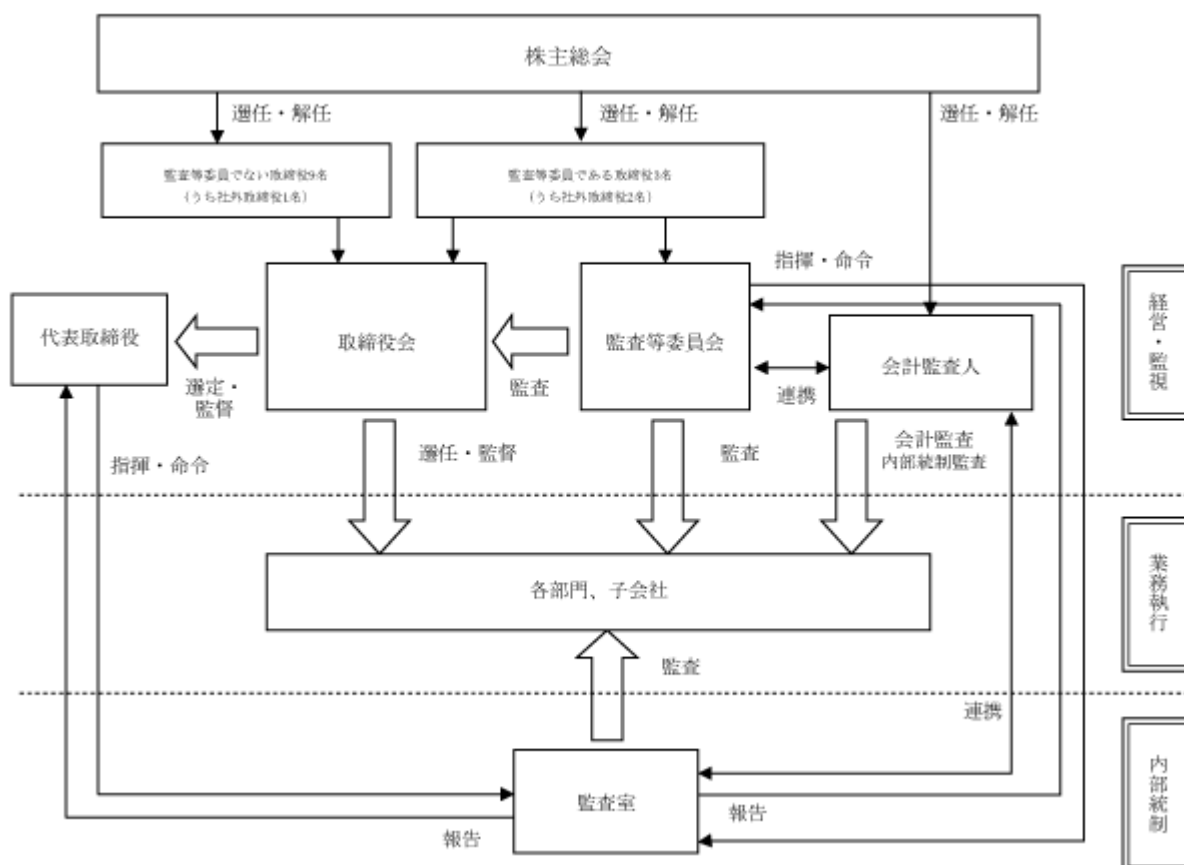 株主総会
選任・解任
選任・解任
選任・解任
監査等委員でない取締役9名
(うち社外取締役1名)
監査等委員である取締役3名
(うち社外取締役2名)
指揮・命令
代表取締役
取締役会
監査等委員会
会計監査人
経営・監視
選定・
監督
監査
連携
指揮・命令
選任・監督
監査
会計監査
内部統制監査
各部門、子会社
業務執行
監査
連携
監査室
報告
報告
内部統制